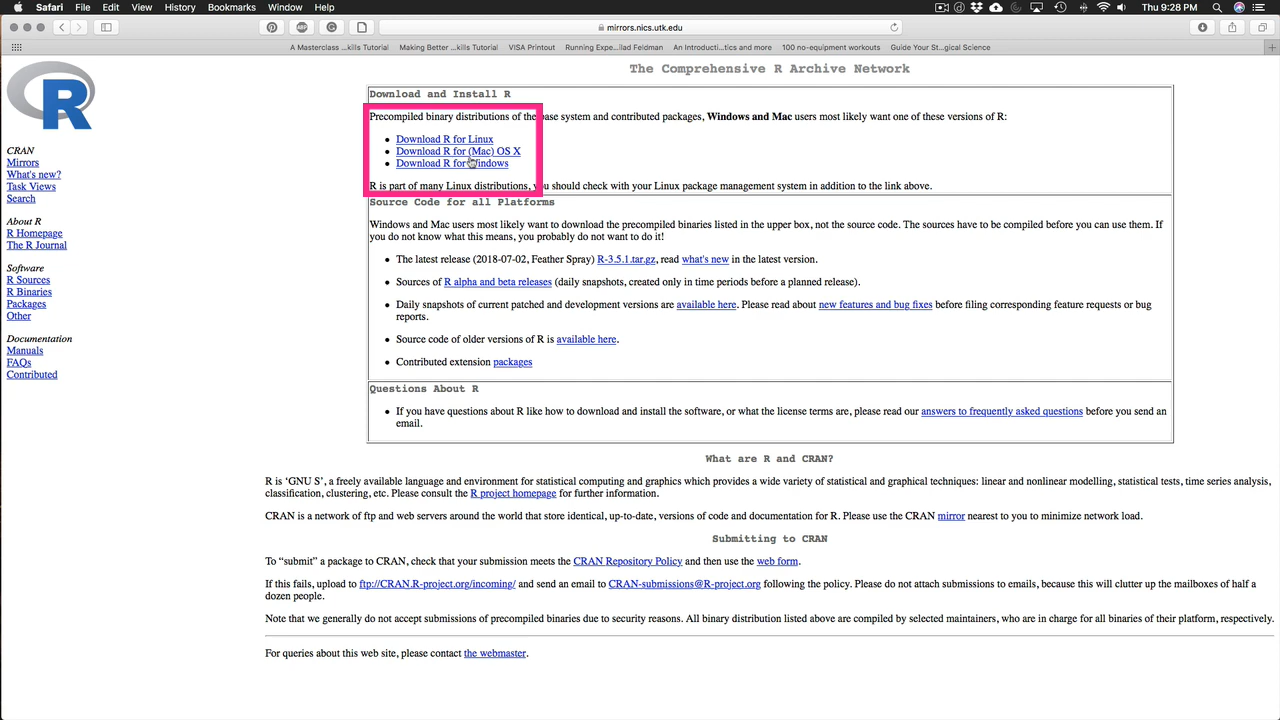 Safari File Edit View History Bookmarks Window Help
Thu 9:28 PM
mirrors.nics.utk.edu
A Masterclass ...kills Tutorial Making Better ...kills Tutorial VISA Printout Running Expe...llad Feldman An Introducti...tics and more 100 no-equipment workouts Guide Your St...gical Science
The Comprehensive R Archive Network
R
CRAN
Mirrors
What's new?
Task Views
Search
About R
R Homepage
The R Journal
Software
R Sources
R Binaries
Packages
Other
Documentation
Manuals
FAQs
Contributed
Download and Install R
Precompiled binary distributions of the base system and contributed packages, Windows and Mac users most likely want one of these versions of R:
Download R for Linux
Download R for (Mac) OS X
Download R for Windows
R is part of many Linux distributions, you should check with your Linux package management system in addition to the link above.
Source Code for all Platforms
Windows and Mac users most likely want to download the precompiled binaries listed in the upper box, not the source code. The sources have to be compiled before you can use them. If
you do not know what this means, you probably do not want to do it!
The latest release (2018-07-02, Feather Spray) R-3.5.1.tar.gz, read what's new in the latest version.
Sources of R alpha and beta releases (daily snapshots, created only in time periods before a planned release).
Daily snapshots of current patched and development versions are available here. Please read about new features and bug fixes before filing corresponding feature requests or bug
reports.
Source code of older versions of R is available here.
Contributed extension packages
Questions About R
If you have questions about R like how to download and install the software, or what the license terms are, please read our answers to frequently asked questions before you send an
email.
What are R and CRAN?
R is ‘GNU S’, a freely available language and environment for statistical computing and graphics which provides a wide variety of statistical and graphical techniques: linear and nonlinear modelling, statistical tests, time series analysis,
classification, clustering, etc. Please consult the R project homepage for further information.
CRAN is a network of ftp and web servers around the world that store identical, up-to-date, versions of code and documentation for R. Please use the CRAN mirror nearest to you to minimize network load.
Submitting to CRAN
To “submit” a package to CRAN, check that your submission meets the CRAN Repository Policy and then use the web form.
If this fails, upload to ftp://CRAN.R-project.org/incoming/ and send an email to CRAN-submissions@R-project.org following the policy. Please do not attach submissions to emails, because this will clutter up the mailboxes of half a
dozen people.
Note that we generally do not accept submissions of precompiled binaries due to security reasons. All binary distribution listed above are compiled by selected maintainers, who are in charge for all binaries of their platform, respectively.
For queries about this web site, please contact the webmaster.